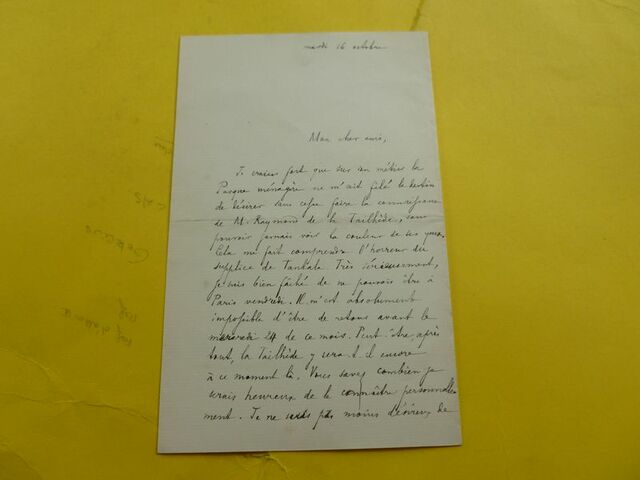 mardi 16 octobre
Mon cher ami,
Je crains fort que sur son métier la
Parque ménagère ne m'ait filé le destin
de désirer sans cesse faire la connaissance
de M. Raymond de la Tailhède, sans
pouvoir jamais voir la couleur de ses yeux.
Cela me fait comprendre l'horreur du
supplice de Tantale. Très sérieusement,
je suis bien fâché de ne pouvoir être à
Paris vendredi. Il m'est absolument
impossible d'être de retour avant le
mercredi 24 de ce mois. Peut-être, après
tout, la Tailhède y sera-t-il encore
à ce moment là. Vous savez combien je
serais heureux de le connaître personnelle-
ment. Je ne suis pas moins désireux de